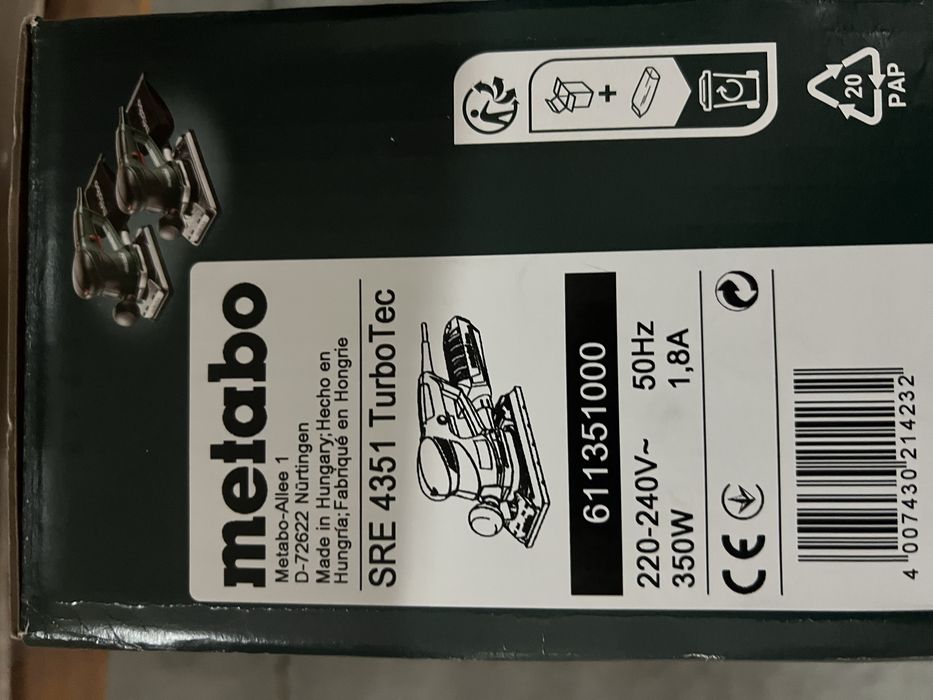 metabo
Metabo-Allee 1
D-72622 Nürtingen
Made in Hungary;Hecho en
Hungría;Fabriqué en Hongrie
SRE 4351 TurboTec
611351000
220-240V~ 50Hz
350W 1,8A
CE
4 007430 214232
20
PAP